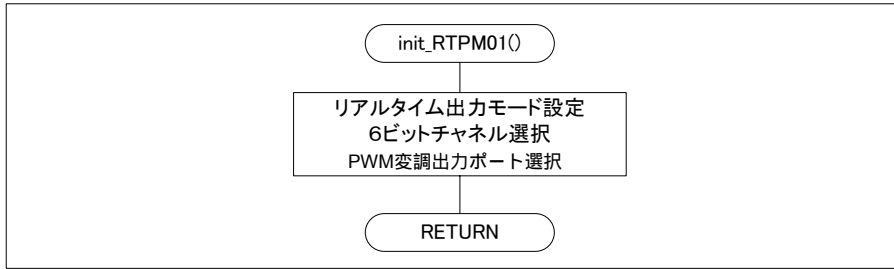 init_RTPM01()
リアルタイム出力モード設定
6ビットチャネル選択
PWM変調出力ポート選択
RETURN